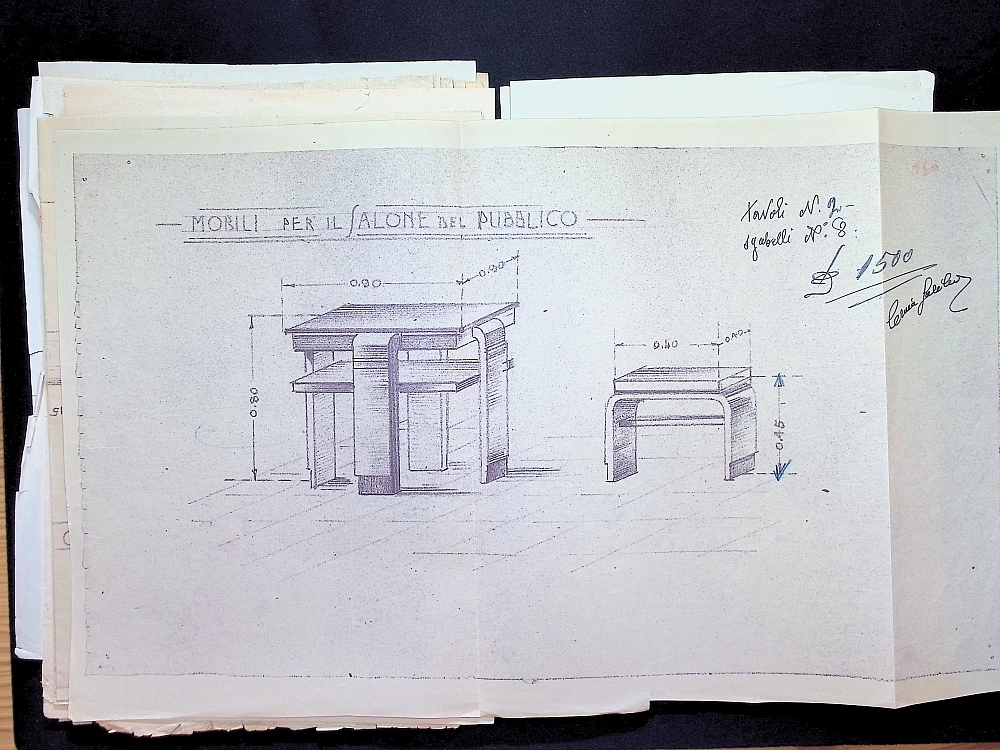 MOBILI PER IL SALONE DEL PUBBLICO
tavoli N. 2-
sgabelli N.º 8.
1500
0.90
0.90
0.80
0.40
0.40
0.45